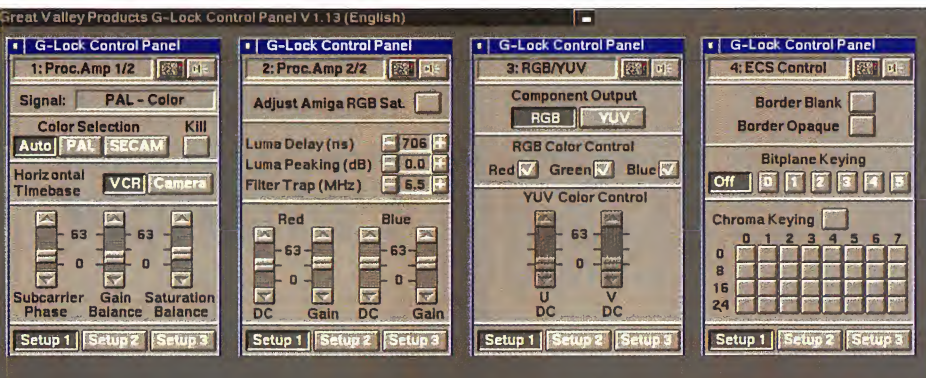 Great Valley Products G-Lock Control Panel V1.13 (English)
G-Lock Control Panel
1: Proc.Amp 1/2
Signal: PAL - Color
Color Selection Kill
Auto PAL SECAM
Horizontal
Timebase
VCR Camera
63 63
0 0
Subcarrier Gain Saturation
Phase Balance Balance
Setup 1 Setup 2 Setup 3
G-Lock Control Panel
2: Proc.Amp 2/2
Adjust Amiga RGB Sat.
Luma Delay (ns) 706
Luma Peaking (dB) 0.0
Filter Trap (MHz) 6.5
Red Blue
63 63
0 0
DC Gain DC Gain
Setup 1 Setup 2 Setup 3
G-Lock Control Panel
3: RGB/YUV
Component Output
RGB YUV
RGB Color Control
Red Green Blue
YUV Color Control
63
0
U V
DC DC
Setup 1 Setup 2 Setup 3
G-Lock Control Panel
4: ECS Control
Border Blank
Border Opaque
Bitplane Keying
Off 0 1 2 3 4 5
Chroma Keying
0 1 2 3 4 5 6 7
0
8
16
24
Setup 1 Setup 2 Setup 3